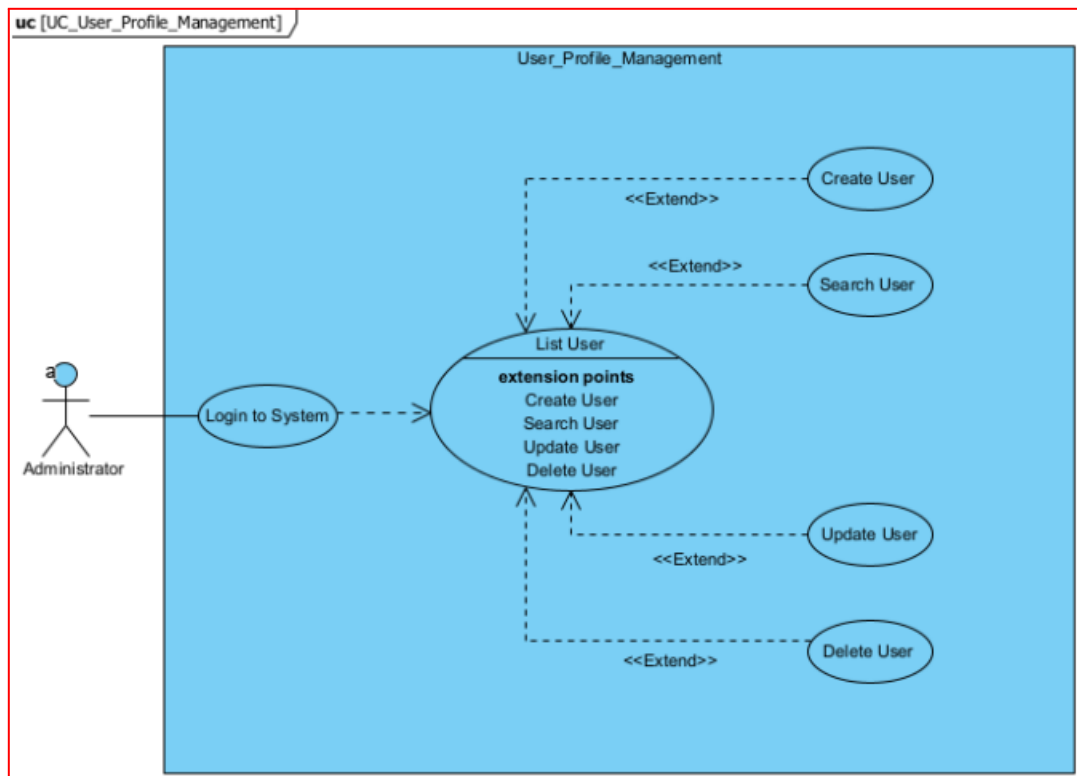 uc [UC_User_Profile_Management]
User_Profile_Management
Create User
<<Extend>>
<<Extend>>
Search User
List User
extension points
Create User
Search User
Update User
Delete User
a
Administrator
Login to System
Update User
<<Extend>>
Delete User
<<Extend>>